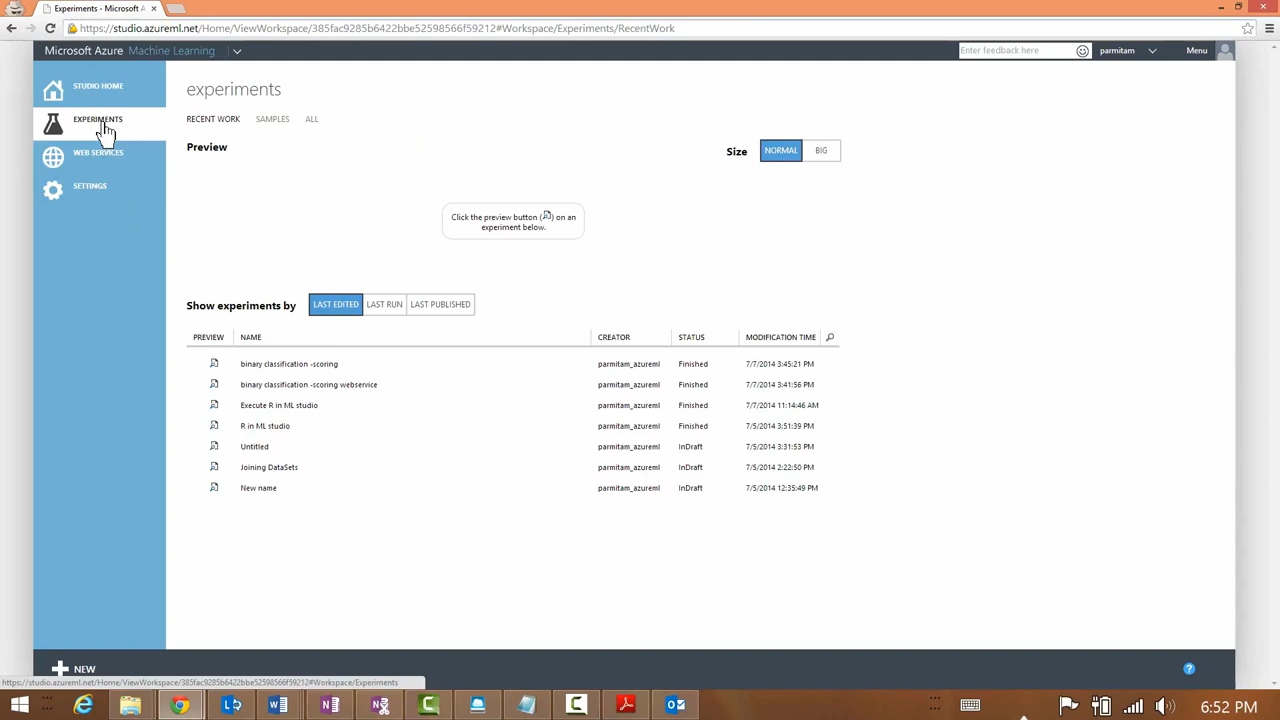 Experiments - Microsoft A
https://studio.azureml.net/Home/ViewWorkspace/385fac9285b6422bbe52598566f59212#Workspace/Experiments/RecentWork
Microsoft Azure Machine Learning
Enter feedback here
parmitam
Menu
STUDIO HOME
EXPERIMENTS
WEB SERVICES
SETTINGS
experiments
RECENT WORK SAMPLES ALL
Preview
Size NORMAL BIG
Click the preview button ( ) on an
experiment below.
Show experiments by LAST EDITED LAST RUN LAST PUBLISHED
PREVIEW NAME CREATOR STATUS MODIFICATION TIME
binary classification -scoring parmitam_azureml Finished 7/7/2014 3:45:21 PM
binary classification -scoring webservice parmitam_azureml Finished 7/7/2014 3:41:56 PM
Execute R in ML studio parmitam_azureml Finished 7/7/2014 11:14:46 AM
R in ML studio parmitam_azureml Finished 7/5/2014 3:51:39 PM
Untitled parmitam_azureml InDraft 7/5/2014 3:31:53 PM
Joining DataSets parmitam_azureml InDraft 7/5/2014 2:22:50 PM
New name parmitam_azureml InDraft 7/5/2014 12:35:49 PM
NEW
https://studio.azureml.net/Home/ViewWorkspace/385fac9285b6422bbe52598566f59212#Workspace/Experiments
6:52 PM